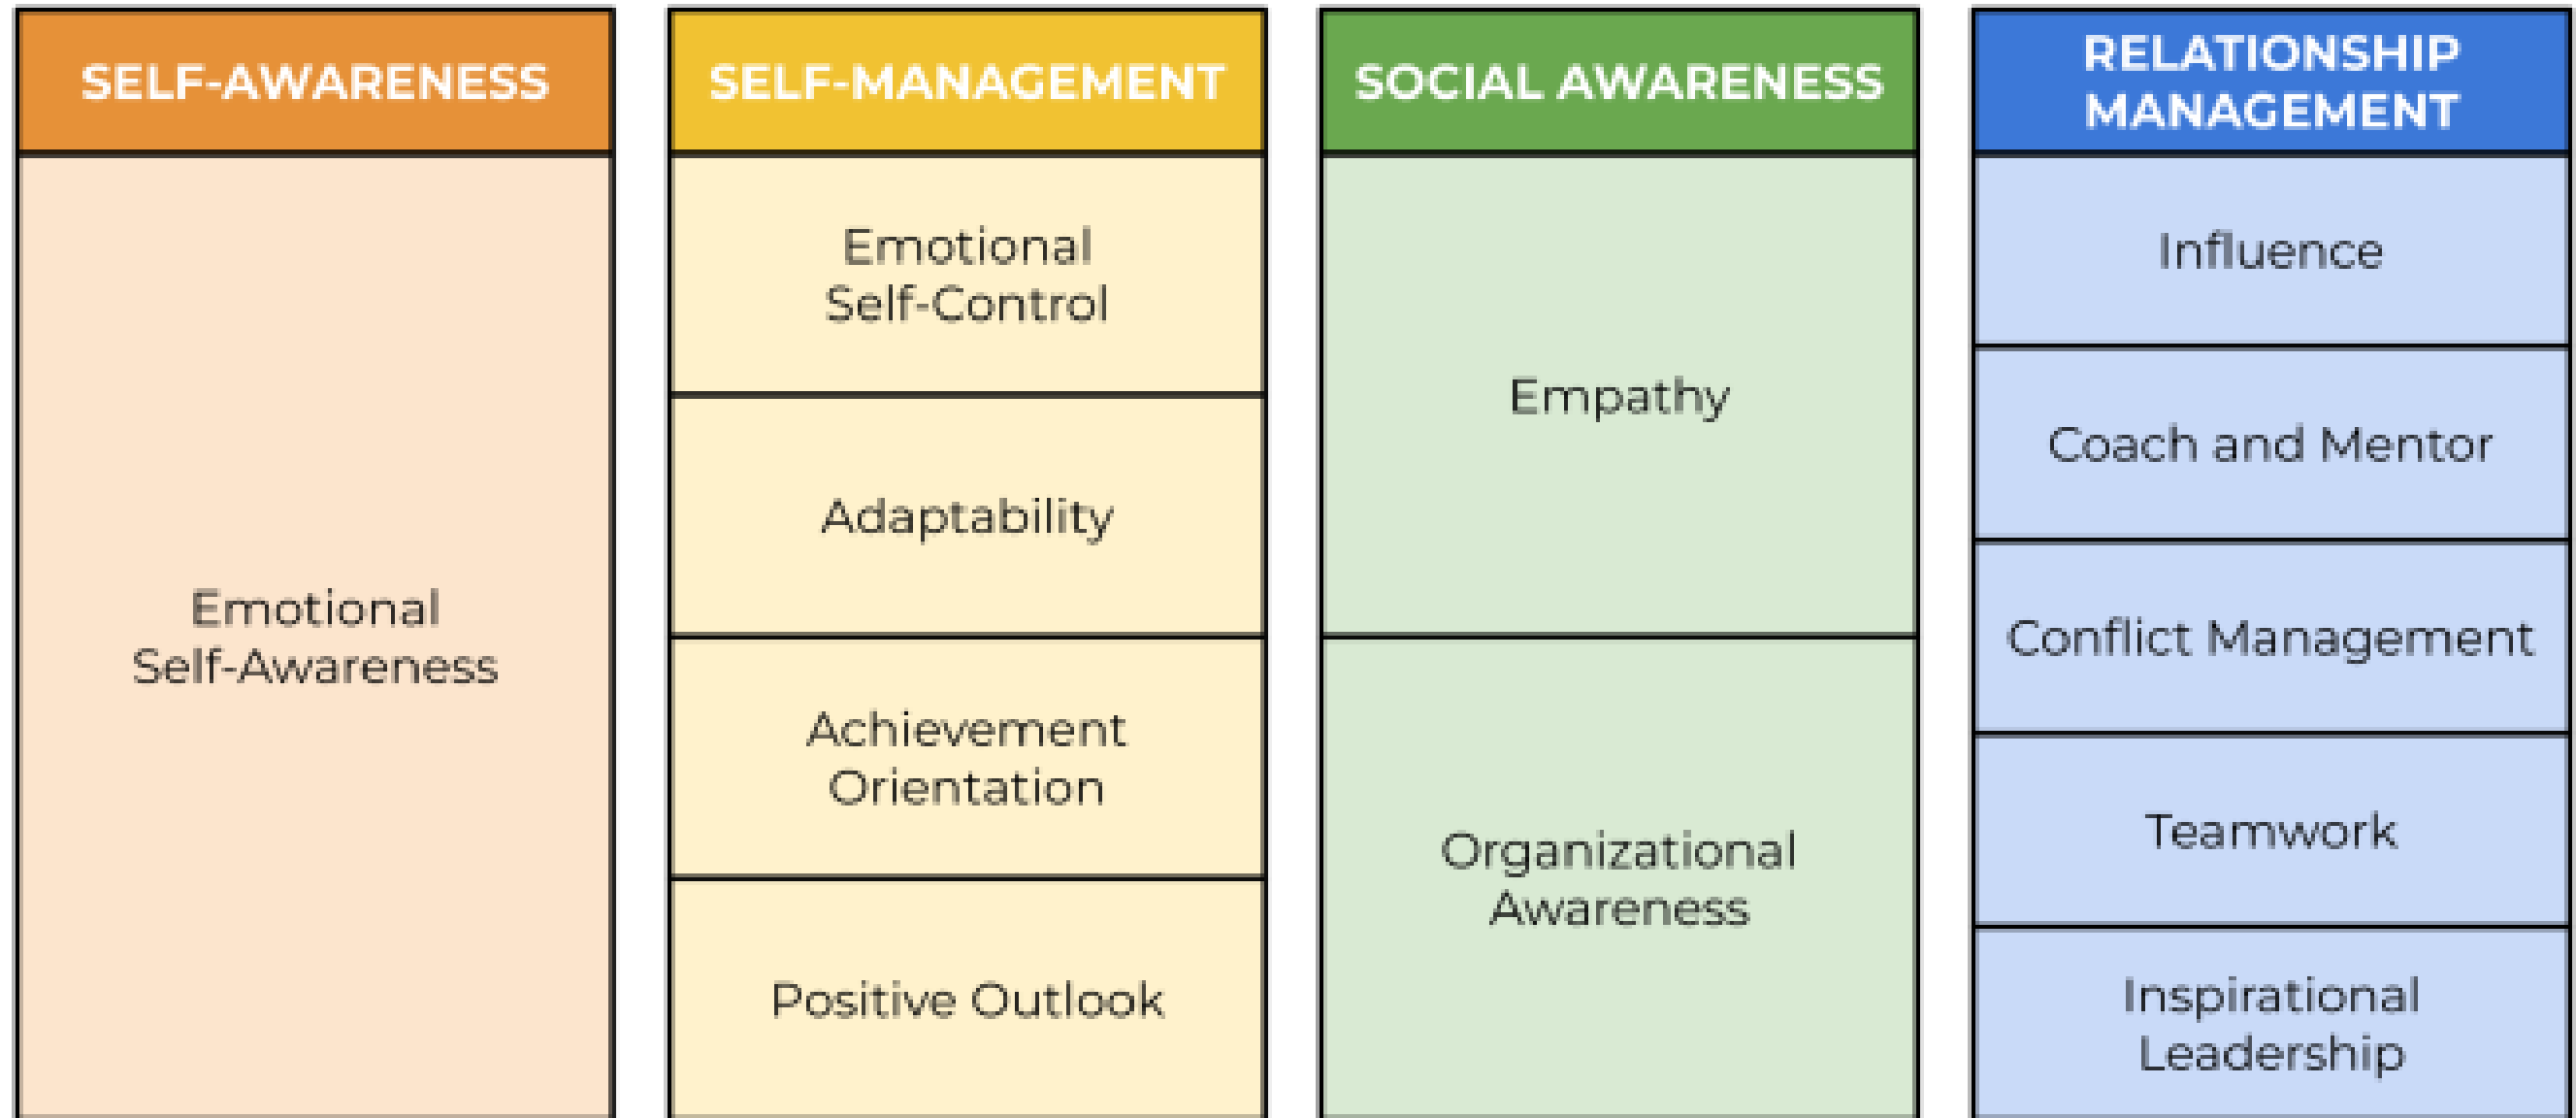 SELF-AWARENESS
Emotional
Self-Awareness
SELF-MANAGEMENT
Emotional
Self-Control
Adaptability
Achievement
Orientation
Positive Outlook
SOCIAL AWARENESS
Empathy
Organizational
Awareness
RELATIONSHIP
MANAGEMENT
Influence
Coach and Mentor
Conflict Management
Teamwork
Inspirational
Leadership